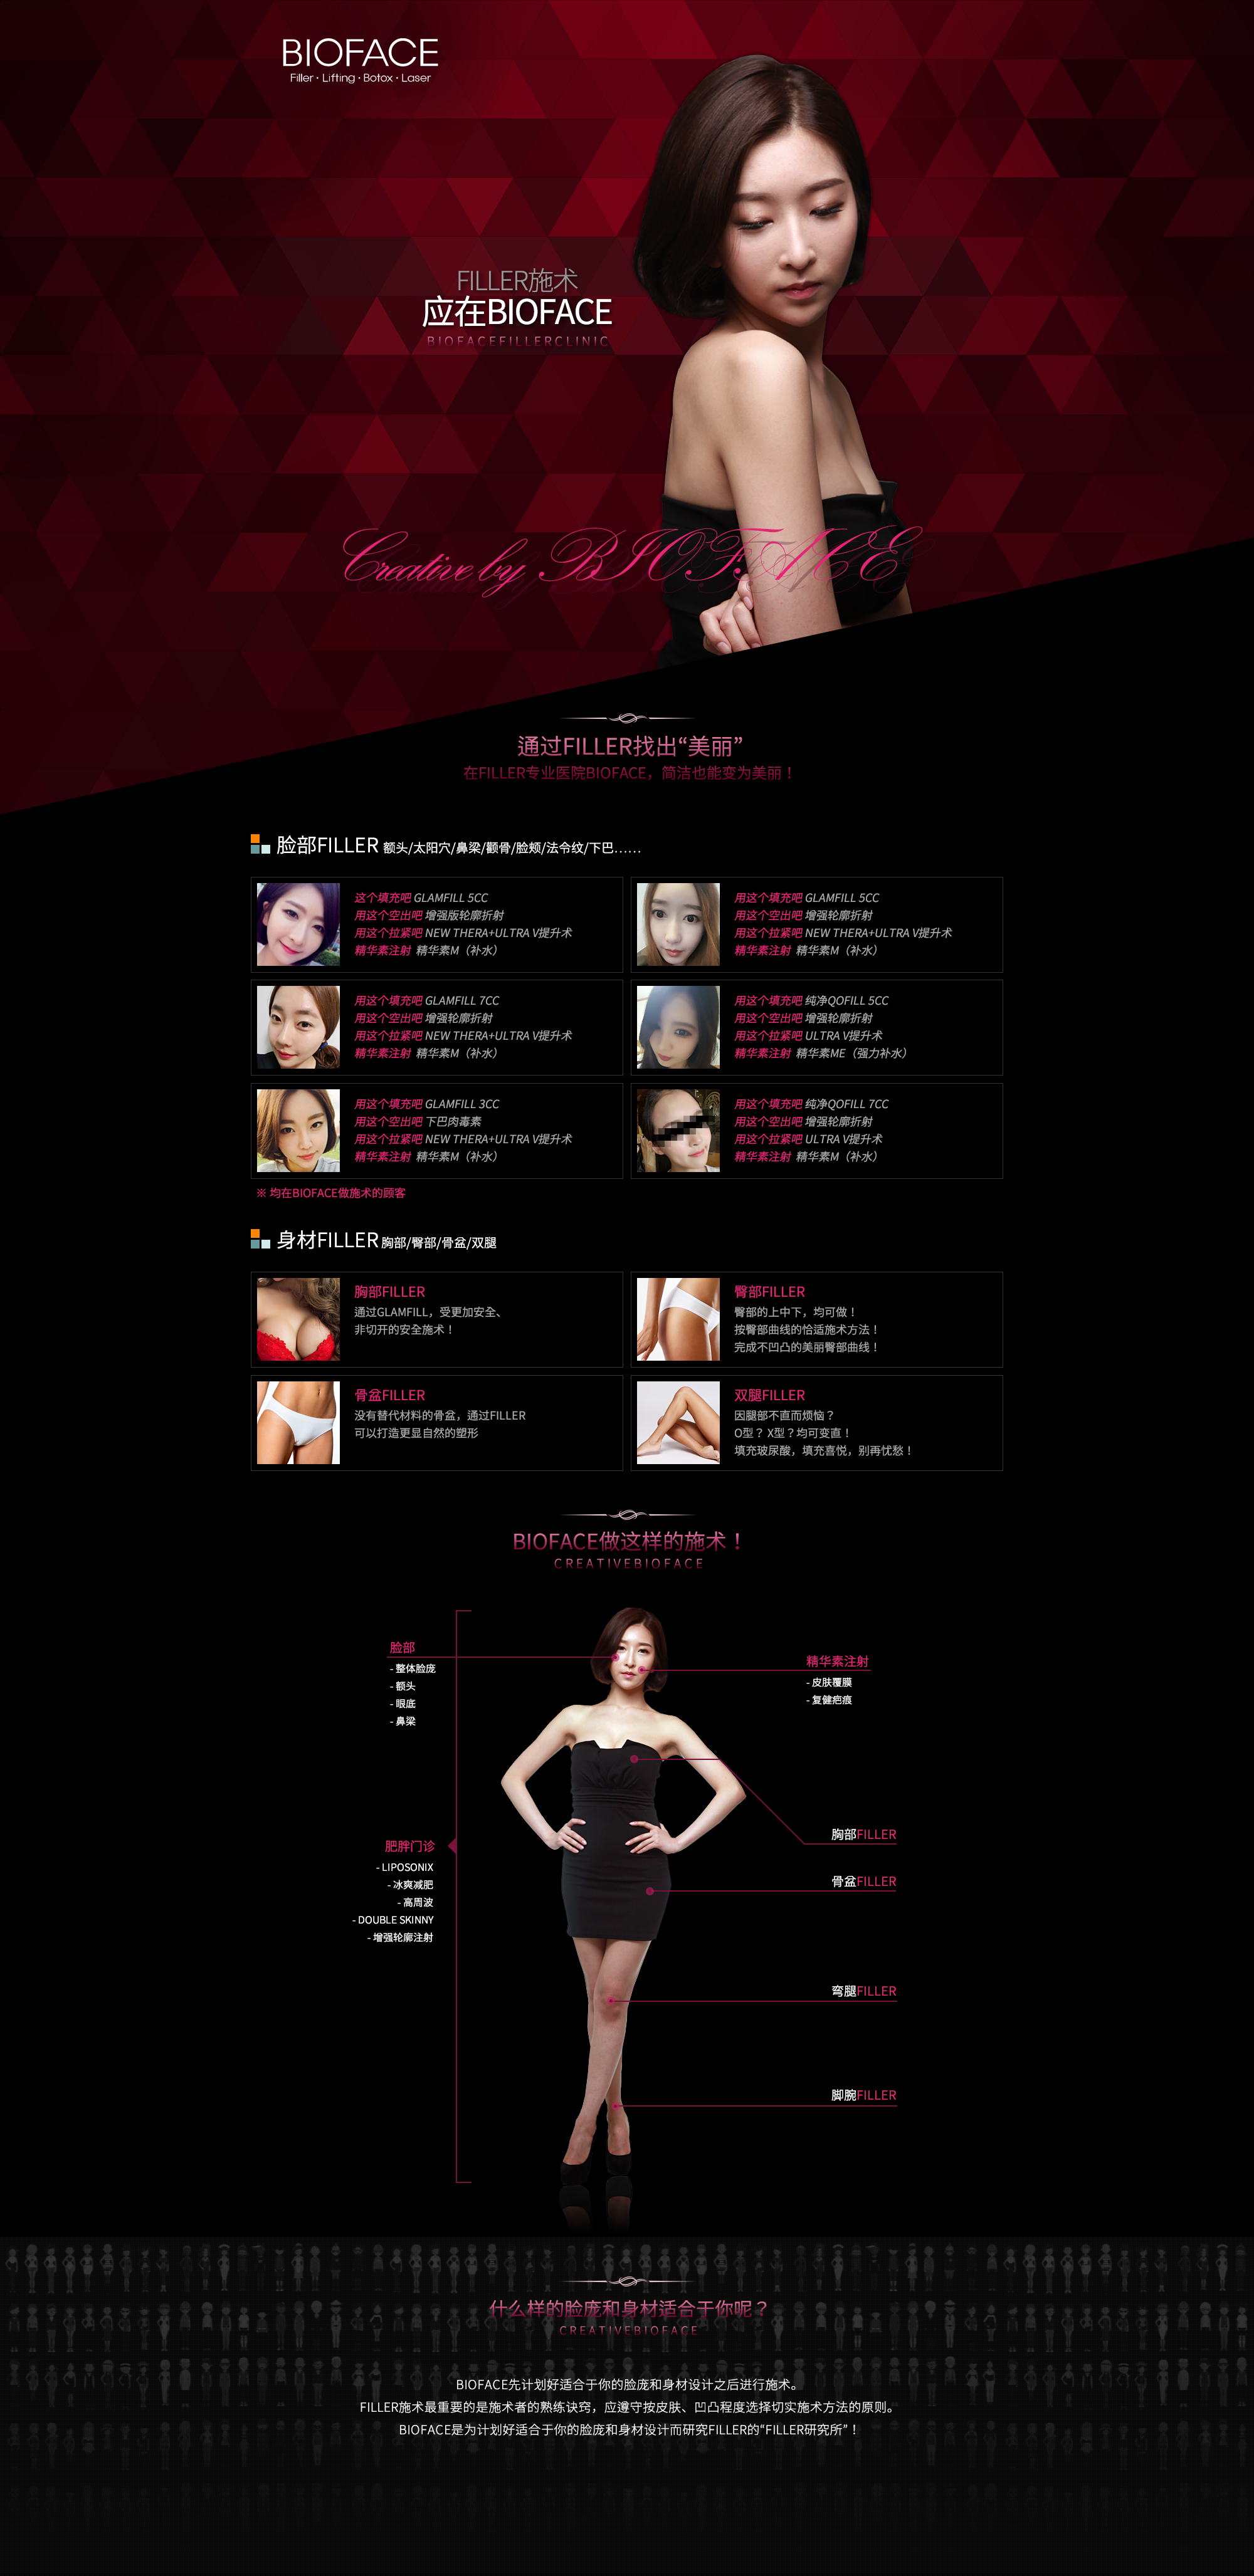 BIOFACE
Filler · Lifting · Botox · Laser
FILLER施术
应在BIOFACE
BIOFACEFILLERCLINIC
Creative by BIOFACE
通过FILLER找出“美丽”
在FILLER专业医院BIOFACE，简洁也能变为美丽！
脸部FILLER 额头/太阳穴/鼻梁/颧骨/脸颊/法令纹/下巴……
这个填充吧 GLAMFILL 5CC
用这个空出吧 增强版轮廓折射
用这个拉紧吧 NEW THERA+ULTRA V提升术
精华素注射 精华素M（补水）
用这个填充吧 GLAMFILL 5CC
用这个空出吧 增强轮廓折射
用这个拉紧吧 NEW THERA+ULTRA V提升术
精华素注射 精华素M（补水）
用这个填充吧 GLAMFILL 7CC
用这个空出吧 增强轮廓折射
用这个拉紧吧 NEW THERA+ULTRA V提升术
精华素注射 精华素M（补水）
用这个填充吧 纯净QOFILL 5CC
用这个空出吧 增强轮廓折射
用这个拉紧吧 ULTRA V提升术
精华素注射 精华素ME（强力补水）
用这个填充吧 GLAMFILL 3CC
用这个空出吧 下巴肉毒素
用这个拉紧吧 NEW THERA+ULTRA V提升术
精华素注射 精华素M（补水）
用这个填充吧 纯净QOFILL 7CC
用这个空出吧 增强轮廓折射
用这个拉紧吧 ULTRA V提升术
精华素注射 精华素M（补水）
※ 均在BIOFACE做施术的顾客
身材FILLER 胸部/臀部/骨盆/双腿
胸部FILLER
通过GLAMFILL，受更加安全、
非切开的安全施术！
臀部FILLER
臀部的上中下，均可做！
按臀部曲线的恰适施术方法！
完成不凹凸的美丽臀部曲线！
骨盆FILLER
没有替代材料的骨盆，通过FILLER
可以打造更显自然的塑形
双腿FILLER
因腿部不直而烦恼？
O型？ X型？均可变直！
填充玻尿酸，填充喜悦，别再忧愁！
BIOFACE做这样的施术！
CREATIVEBIOFACE
脸部
- 整体脸庞
- 额头
- 眼底
- 鼻梁
精华素注射
- 皮肤覆膜
- 复健疤痕
胸部FILLER
肥胖门诊
- LIPOSONIX
- 冰爽减肥
- 高周波
- DOUBLE SKINNY
- 增强轮廓注射
骨盆FILLER
弯腿FILLER
脚腕FILLER
什么样的脸庞和身材适合于你呢？
CREATIVEBIOFACE
BIOFACE先计划好适合于你的脸庞和身材设计之后进行施术。
FILLER施术最重要的是施术者的熟练诀窍，应遵守按皮肤、凹凸程度选择切实施术方法的原则。
BIOFACE是为计划好适合于你的脸庞和身材设计而研究FILLER的“FILLER研究所”！